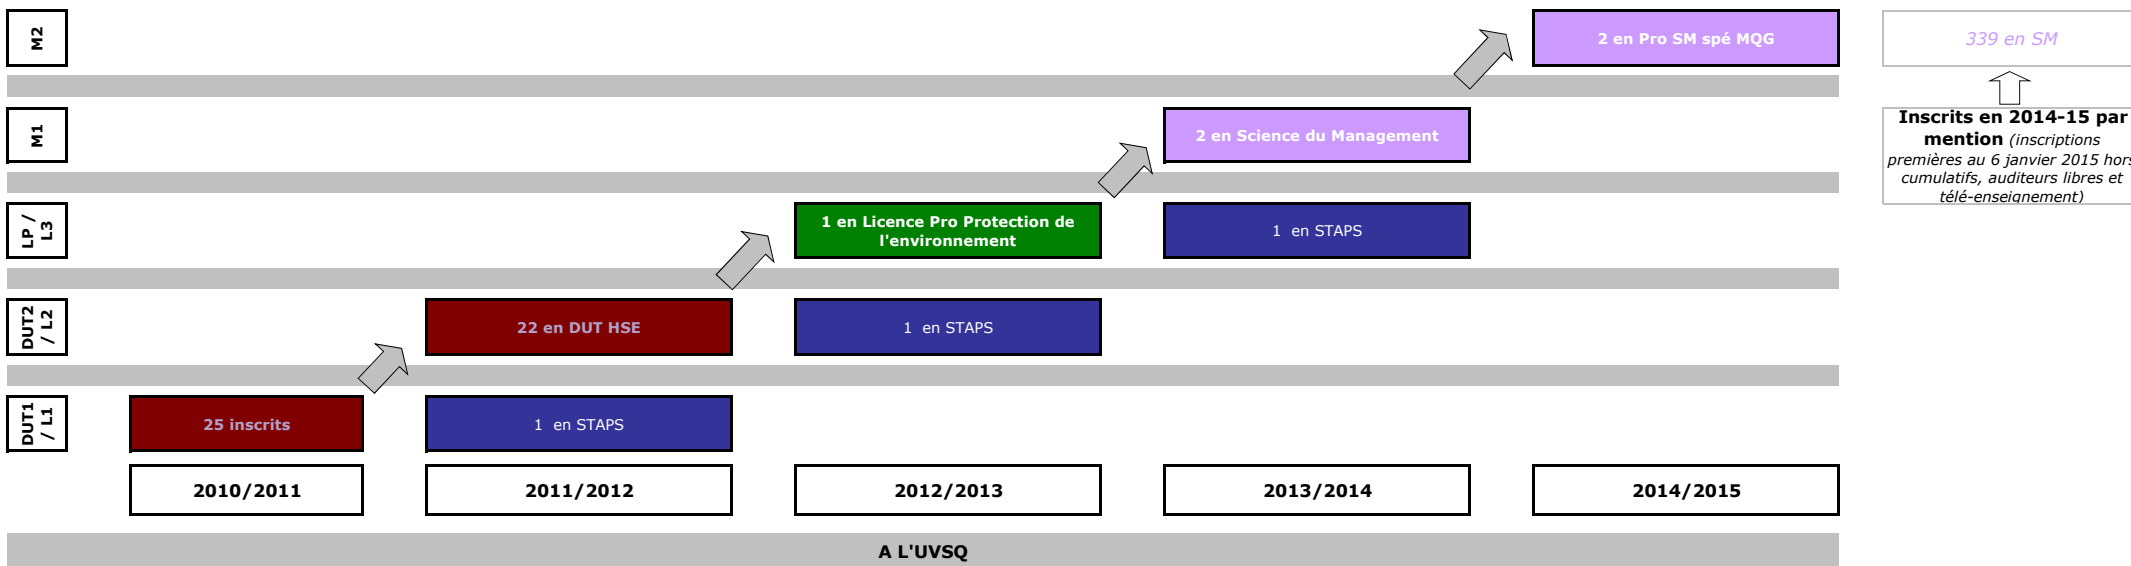 M2
2 en Pro SM spé MQG
339 en SM
M1
2 en Science du Management
Inscrits en 2014-15 par
mention (inscriptions
premières au 6 janvier 2015 hors
cumulatifs, auditeurs libres et
télé-enseignement)
LP /
L3
1 en Licence Pro Protection de
l'environnement
1 en STAPS
DUT2
/ L2
22 en DUT HSE
1 en STAPS
DUT1
/ L1
25 inscrits
1 en STAPS
2010/2011
2011/2012
2012/2013
2013/2014
2014/2015
A L'UVSQ